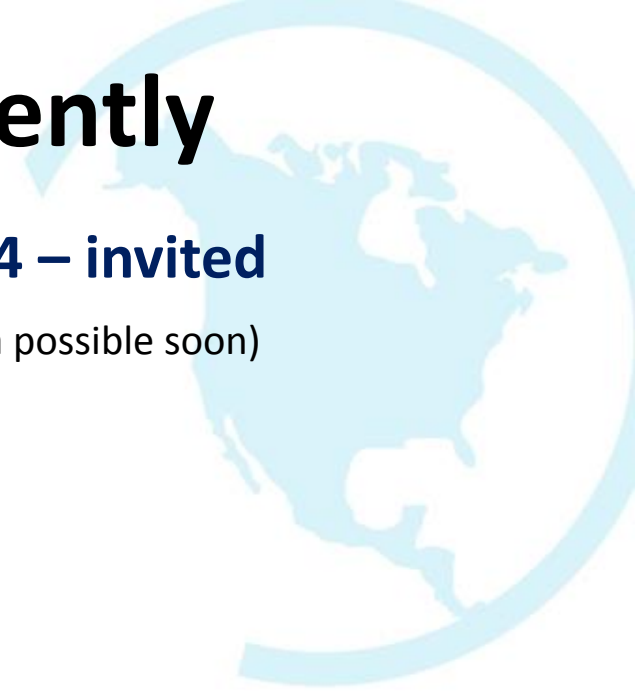 ently
4 – invited
possible soon)